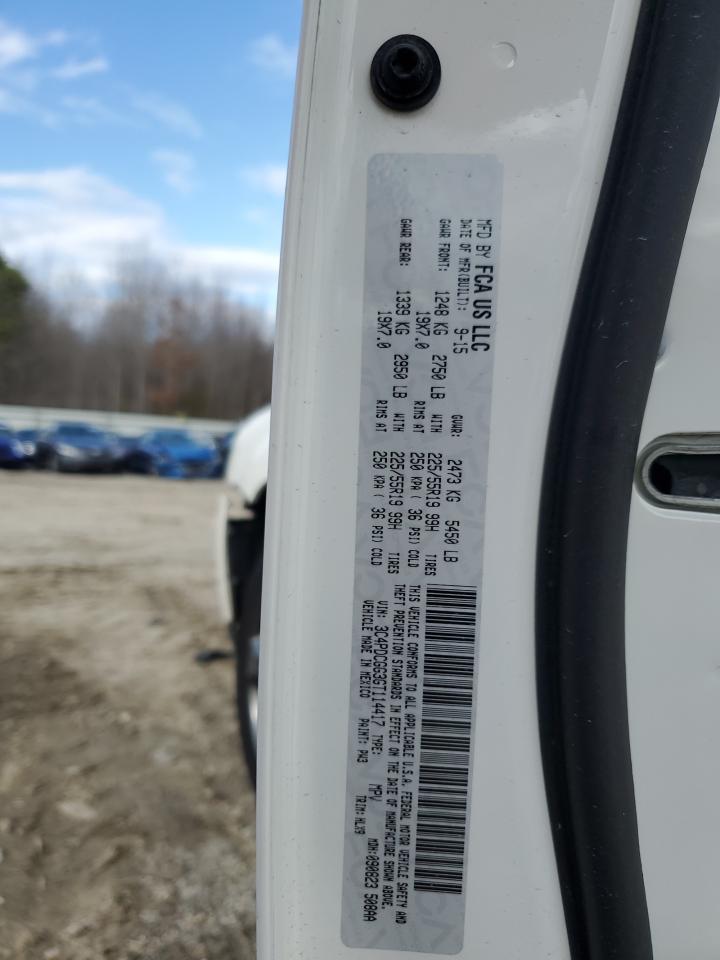 MFD BY FCA US LLC
DATE OF MFR(BUILT): 9-15 GVWR: 2473 KG 5450 LB
GAWR FRONT: 1248 KG 2750 LB WITH 225/55R19 99H TIRES
19X7.0 RIMS AT 250 KPA ( 36 PSI) COLD
GAWR REAR: 1339 KG 2950 LB WITH 225/55R19 99H TIRES
19X7.0 RIMS AT 250 KPA ( 36 PSI) COLD
THIS VEHICLE CONFORMS TO ALL APPLICABLE U.S.A. FEDERAL MOTOR VEHICLE SAFETY AND
THEFT PREVENTION STANDARDS IN EFFECT ON THE DATE OF MANUFACTURE SHOWN ABOVE.
VIN: 3C4PDCGG3GT114417 TYPE: MPV MDH:090823 508AA
VEHICLE MADE IN MEXICO PAINT: PW3 TRIM: